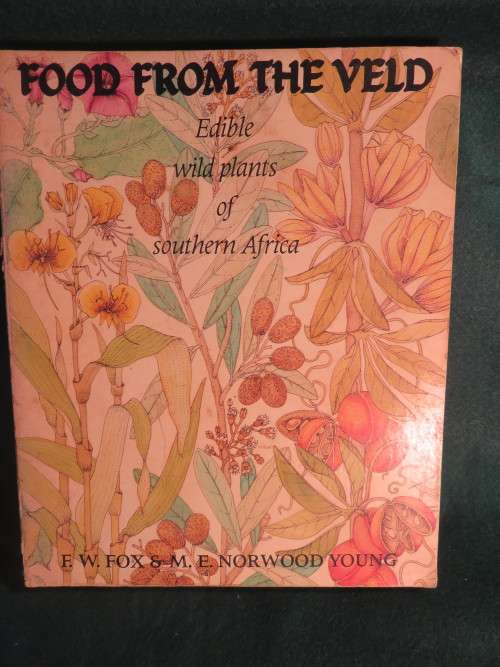 FOOD FROM THE VELD
Edible
wild plants
of
southern Africa
F. W. FOX & M. E. NORWOOD YOUNG